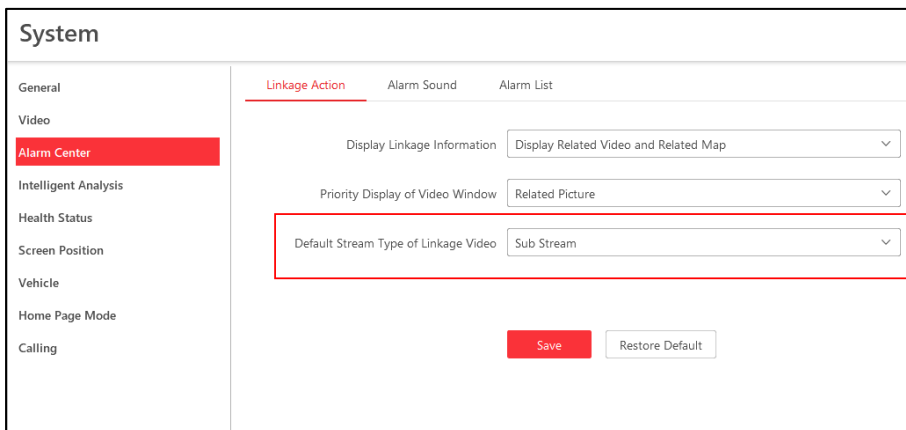 System
General
Video
Alarm Center
Intelligent Analysis
Health Status
Screen Position
Vehicle
Home Page Mode
Calling
Linkage Action Alarm Sound Alarm List
Display Linkage Information Display Related Video and Related Map
Priority Display of Video Window Related Picture
Default Stream Type of Linkage Video Sub Stream
Save Restore Default